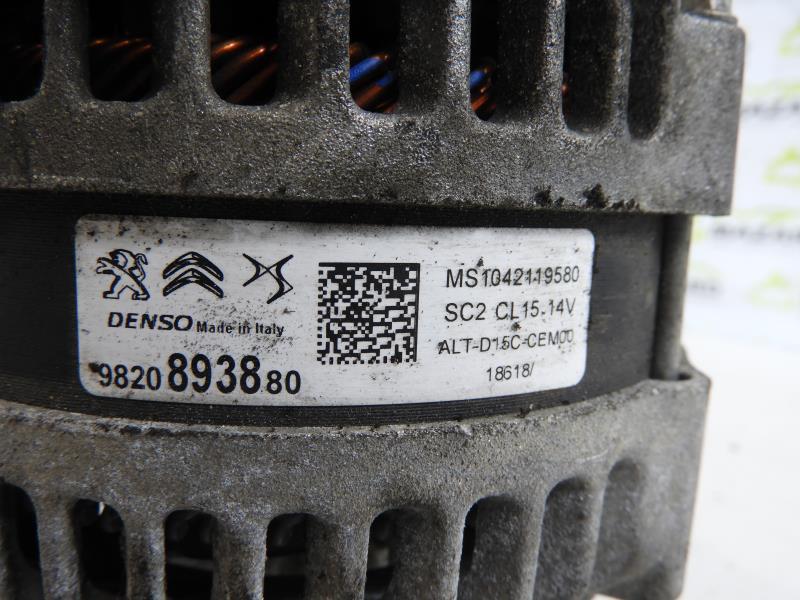 DENSO Made in Italy
9820893880
MS1042119580
SC2 CL15 14V
ALT-D15C-CEM00
18618/